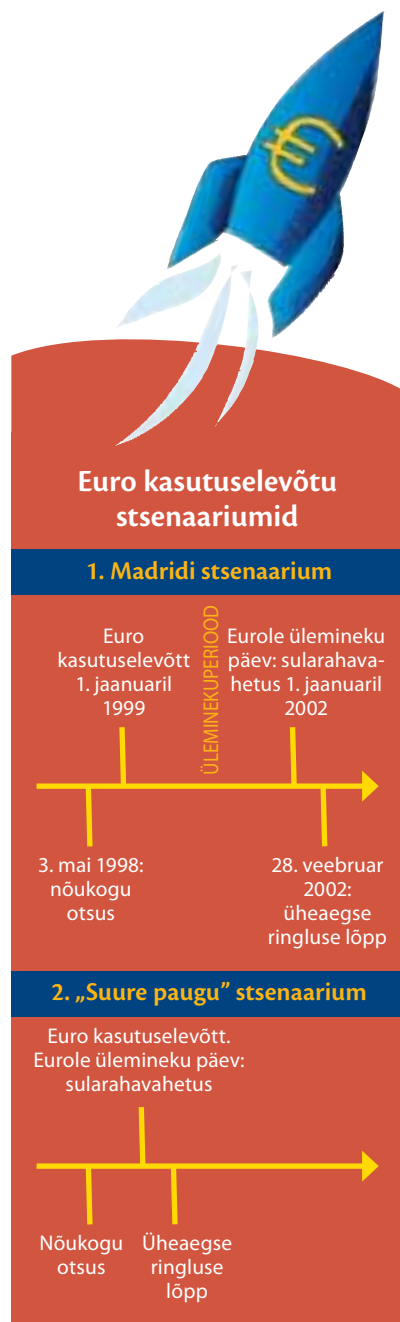 €
Euro kasutuselevõtu
stsenaariumid
1. Madridi stsenaarium
Euro
kasutuselevõtt
1. jaanuaril
1999
ÜLEMINEKUPERIOOD
Eurole ülemineku
päev: sularahava-
hetus 1. jaanuaril
2002
3. mai 1998:
nõukogu
otsus
28. veebruar
2002:
üheaegse
ringluse lõpp
2. „Suure paugu” stsenaarium
Euro kasutuselevõtt.
Eurole ülemineku päev:
sularahavahetus
Nõukogu
otsus
Üheaegse
ringluse
lõpp